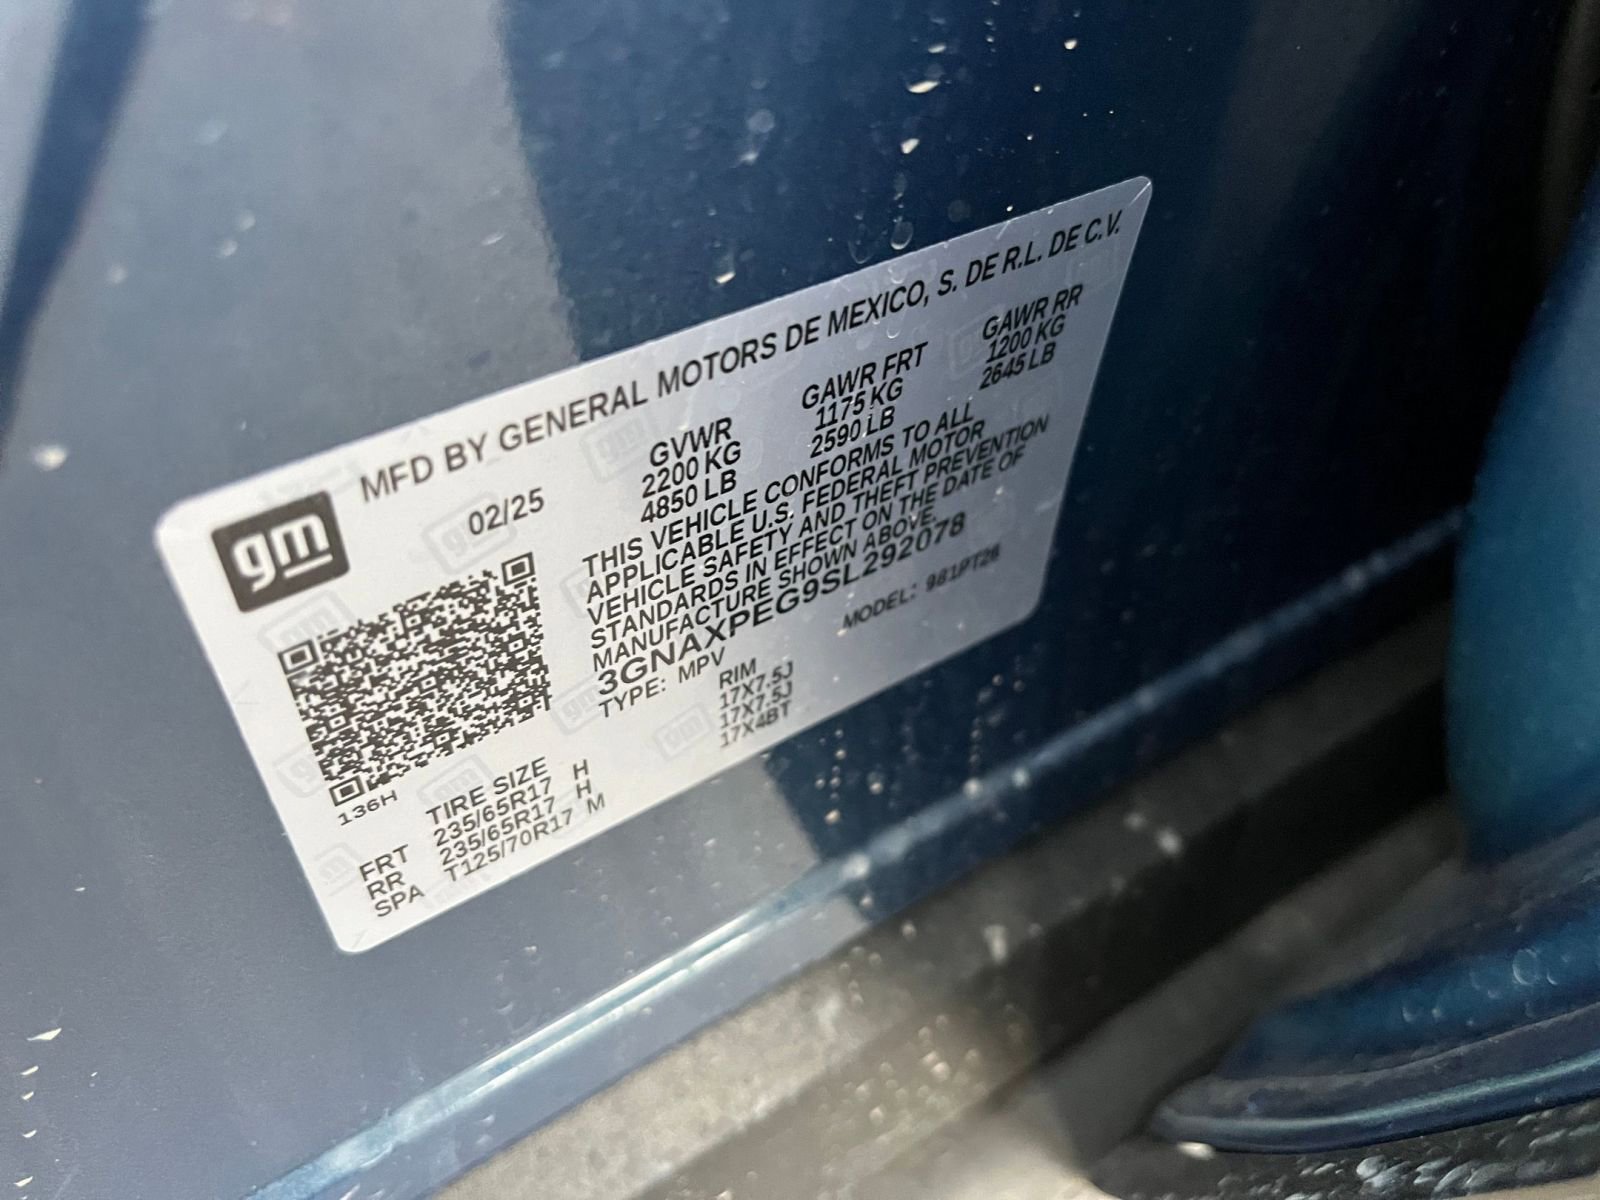 MFD BY GENERAL MOTORS DE MEXICO, S. DE R.L. DE C.V.
gm
02/25
GVWR GAWR FRT GAWR RR
2200 KG 1175 KG 1200 KG
4850 LB 2590 LB 2645 LB
THIS VEHICLE CONFORMS TO ALL
APPLICABLE U.S. FEDERAL MOTOR
VEHICLE SAFETY AND THEFT PREVENTION
STANDARDS IN EFFECT ON THE DATE OF
MANUFACTURE SHOWN ABOVE.
3GNAXPEG9SL292078
TYPE: MPV MODEL: 981PT26
136H
TIRE SIZE RIM
FRT 235/65R17 H 17X7.5J
RR 235/65R17 H 17X7.5J
SPA T125/70R17 M 17X4BT